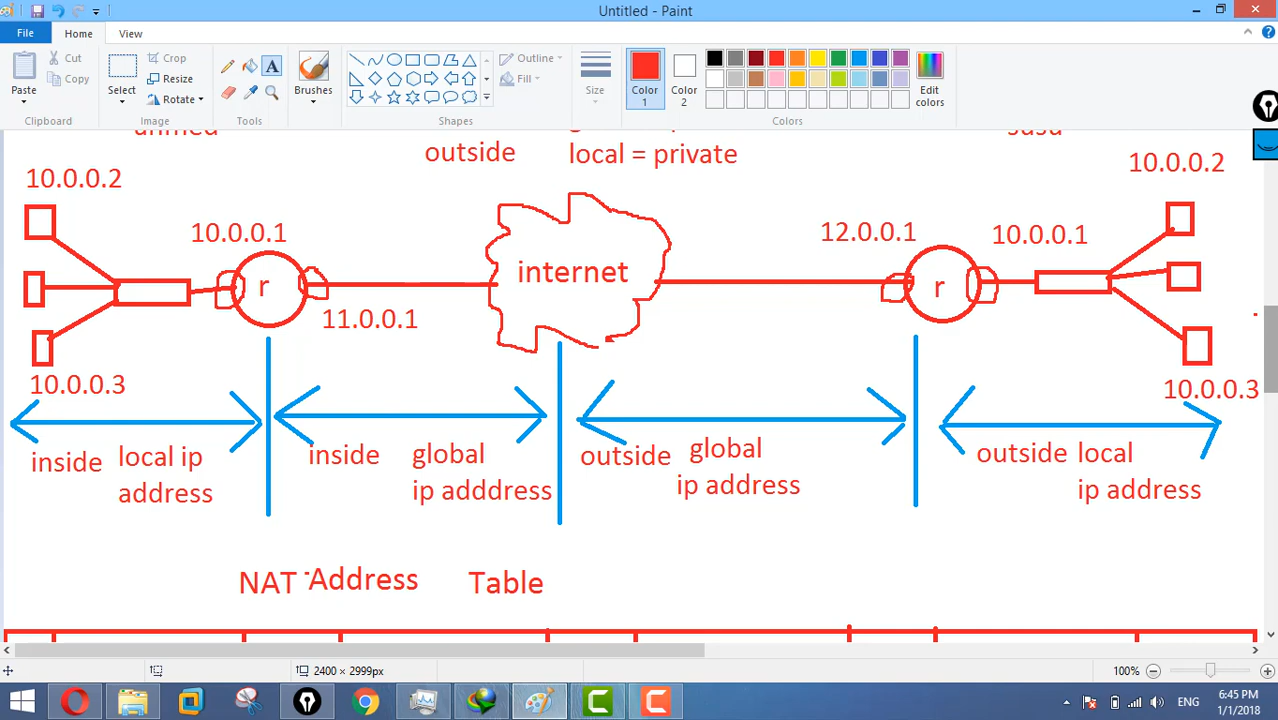 Untitled - Paint
File
Home
View
Paste
Cut
Copy
Clipboard
Select
Crop
Resize
Rotate
Image
A
Tools
Brushes
Outline
Fill
Shapes
Size
Color 1
Color 2
Edit colors
Colors
outside
local = private
10.0.0.2
10.0.0.2
10.0.0.1
12.0.0.1
10.0.0.1
r
internet
r
11.0.0.1
10.0.0.3
10.0.0.3
inside local ip address
inside global ip adddress
outside global ip address
outside local ip address
NAT Address Table
2400 × 2999px
100%
ENG
6:45 PM
1/1/2018